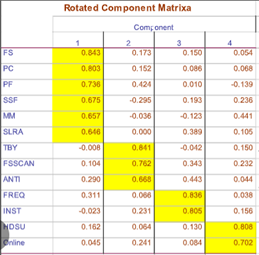 Rotated Component Matrixa
Component
1 2 3 4
FS 0.843 0.173 0.150 0.054
PC 0.803 0.152 0.086 0.068
PF 0.736 0.424 0.010 -0.139
SSF 0.675 -0.295 0.193 0.236
MM 0.657 -0.036 -0.123 0.441
SLRA 0.646 0.000 0.389 0.105
TBY -0.008 0.841 -0.042 0.150
FSSCAN 0.104 0.762 0.343 0.232
ANTI 0.290 0.668 0.443 0.044
FREQ 0.311 0.066 0.836 0.038
INST -0.023 0.231 0.805 0.156
HDSU 0.162 0.064 0.130 0.808
Online 0.045 0.241 0.084 0.702